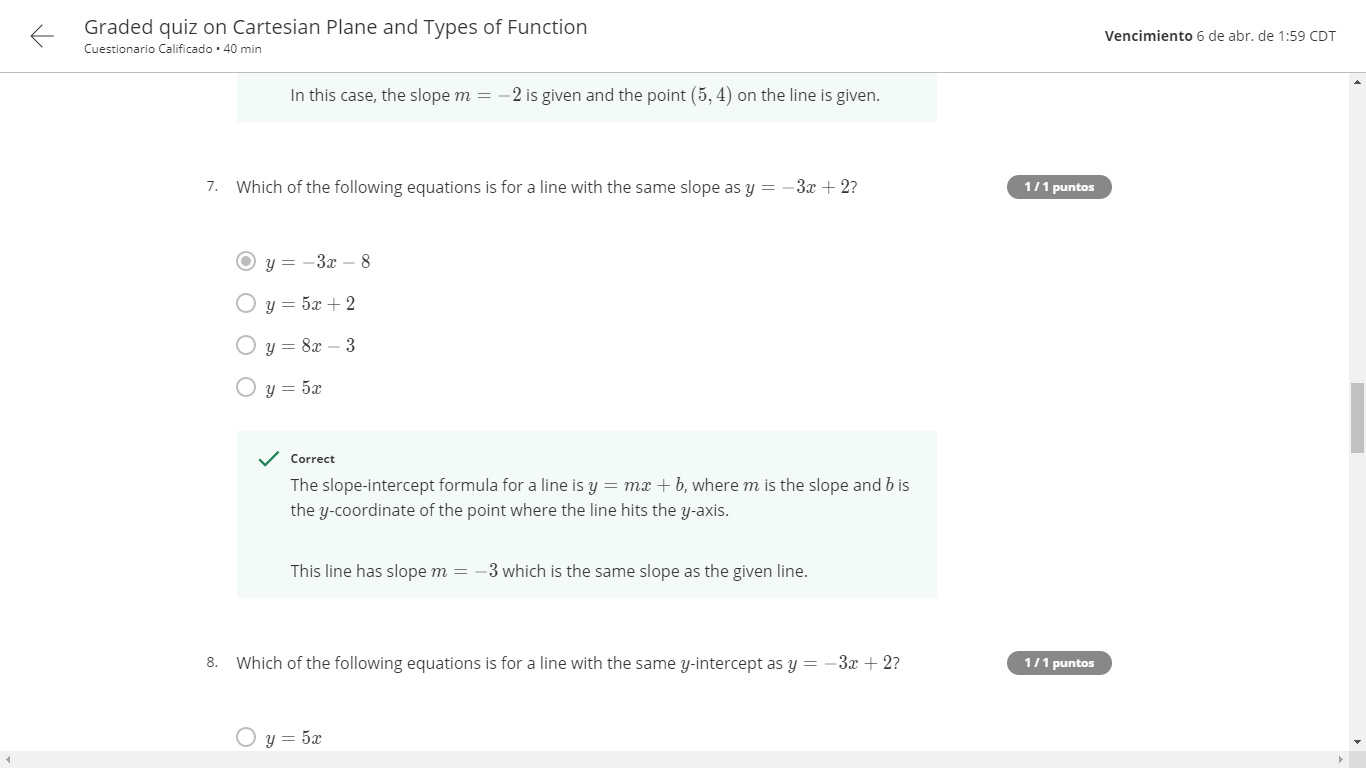 Graded quiz on Cartesian Plane and Types of Function
Cuestionario Calificado • 40 min
Vencimiento 6 de abr. de 1:59 CDT
In this case, the slope m = −2 is given and the point (5, 4) on the line is given.
7. Which of the following equations is for a line with the same slope as y = −3x + 2?
1 / 1 puntos
y = −3x − 8
y = 5x + 2
y = 8x − 3
y = 5x
Correct
The slope-intercept formula for a line is y = mx + b, where m is the slope and b is
the y-coordinate of the point where the line hits the y-axis.
This line has slope m = −3 which is the same slope as the given line.
8. Which of the following equations is for a line with the same y-intercept as y = −3x + 2?
1 / 1 puntos
y = 5x